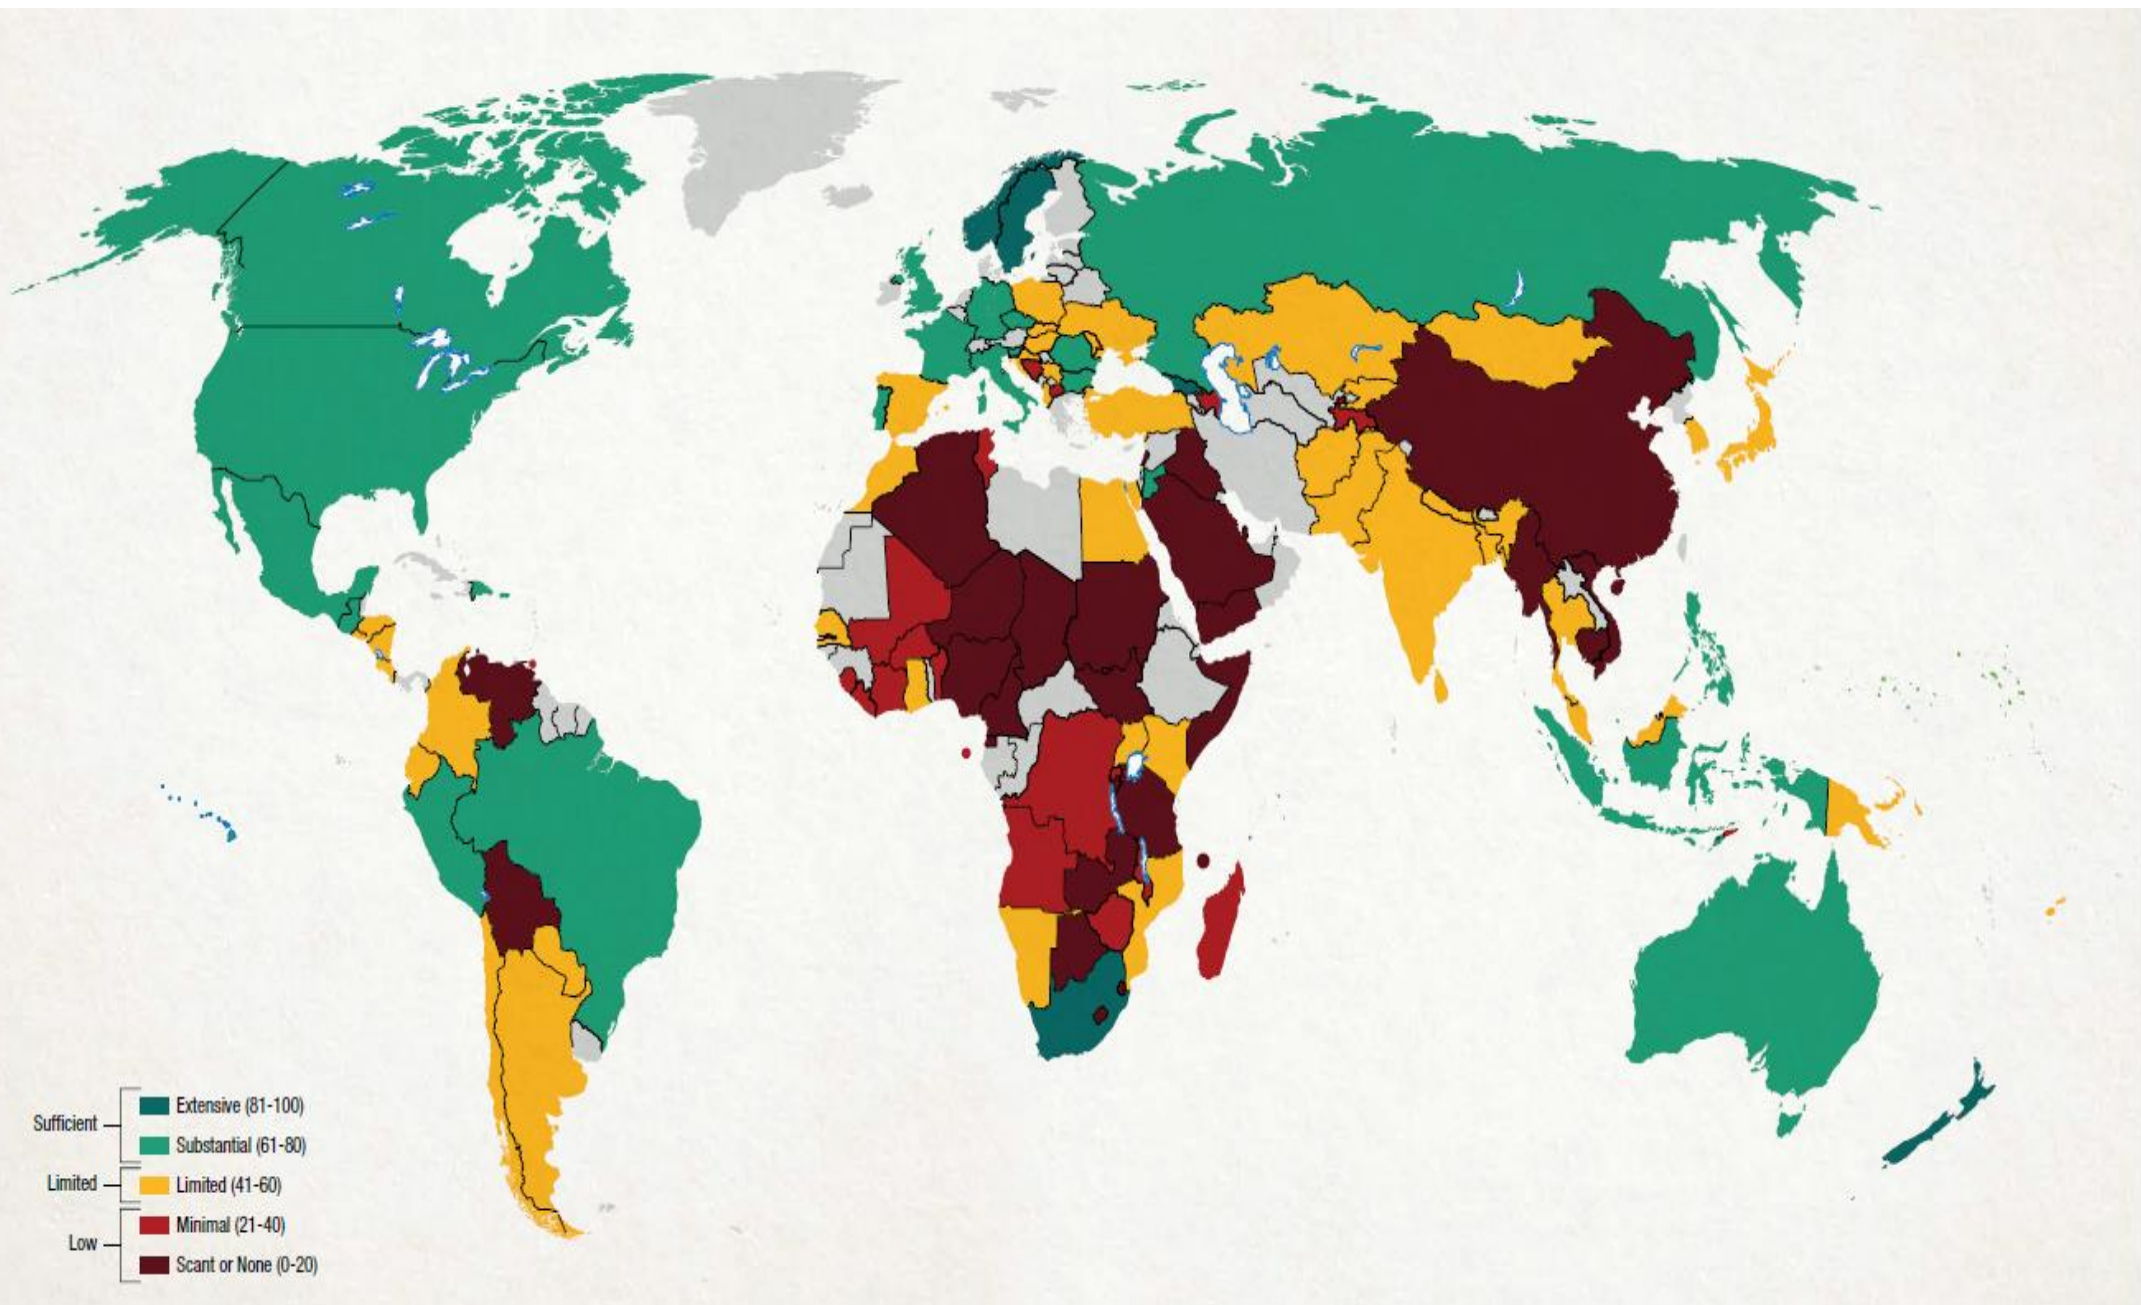 Sufficient
Extensive (81-100)
Substantial (61-80)
Limited
Limited (41-60)
Low
Minimal (21-40)
Scant or None (0-20)